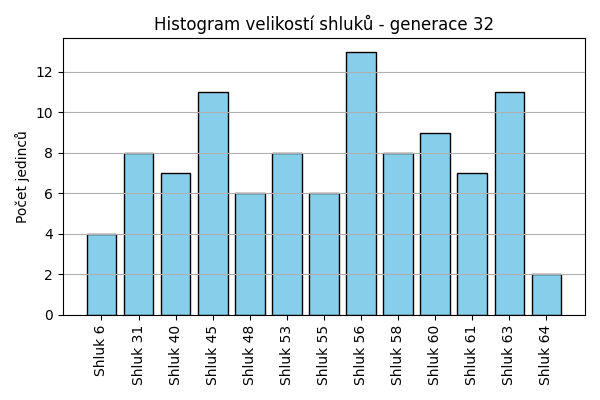 Histogram velikostí shluků - generace 32
Počet jedinců
12
10
8
6
4
2
0
Shluk 6
Shluk 31
Shluk 40
Shluk 45
Shluk 48
Shluk 53
Shluk 55
Shluk 56
Shluk 58
Shluk 60
Shluk 61
Shluk 63
Shluk 64